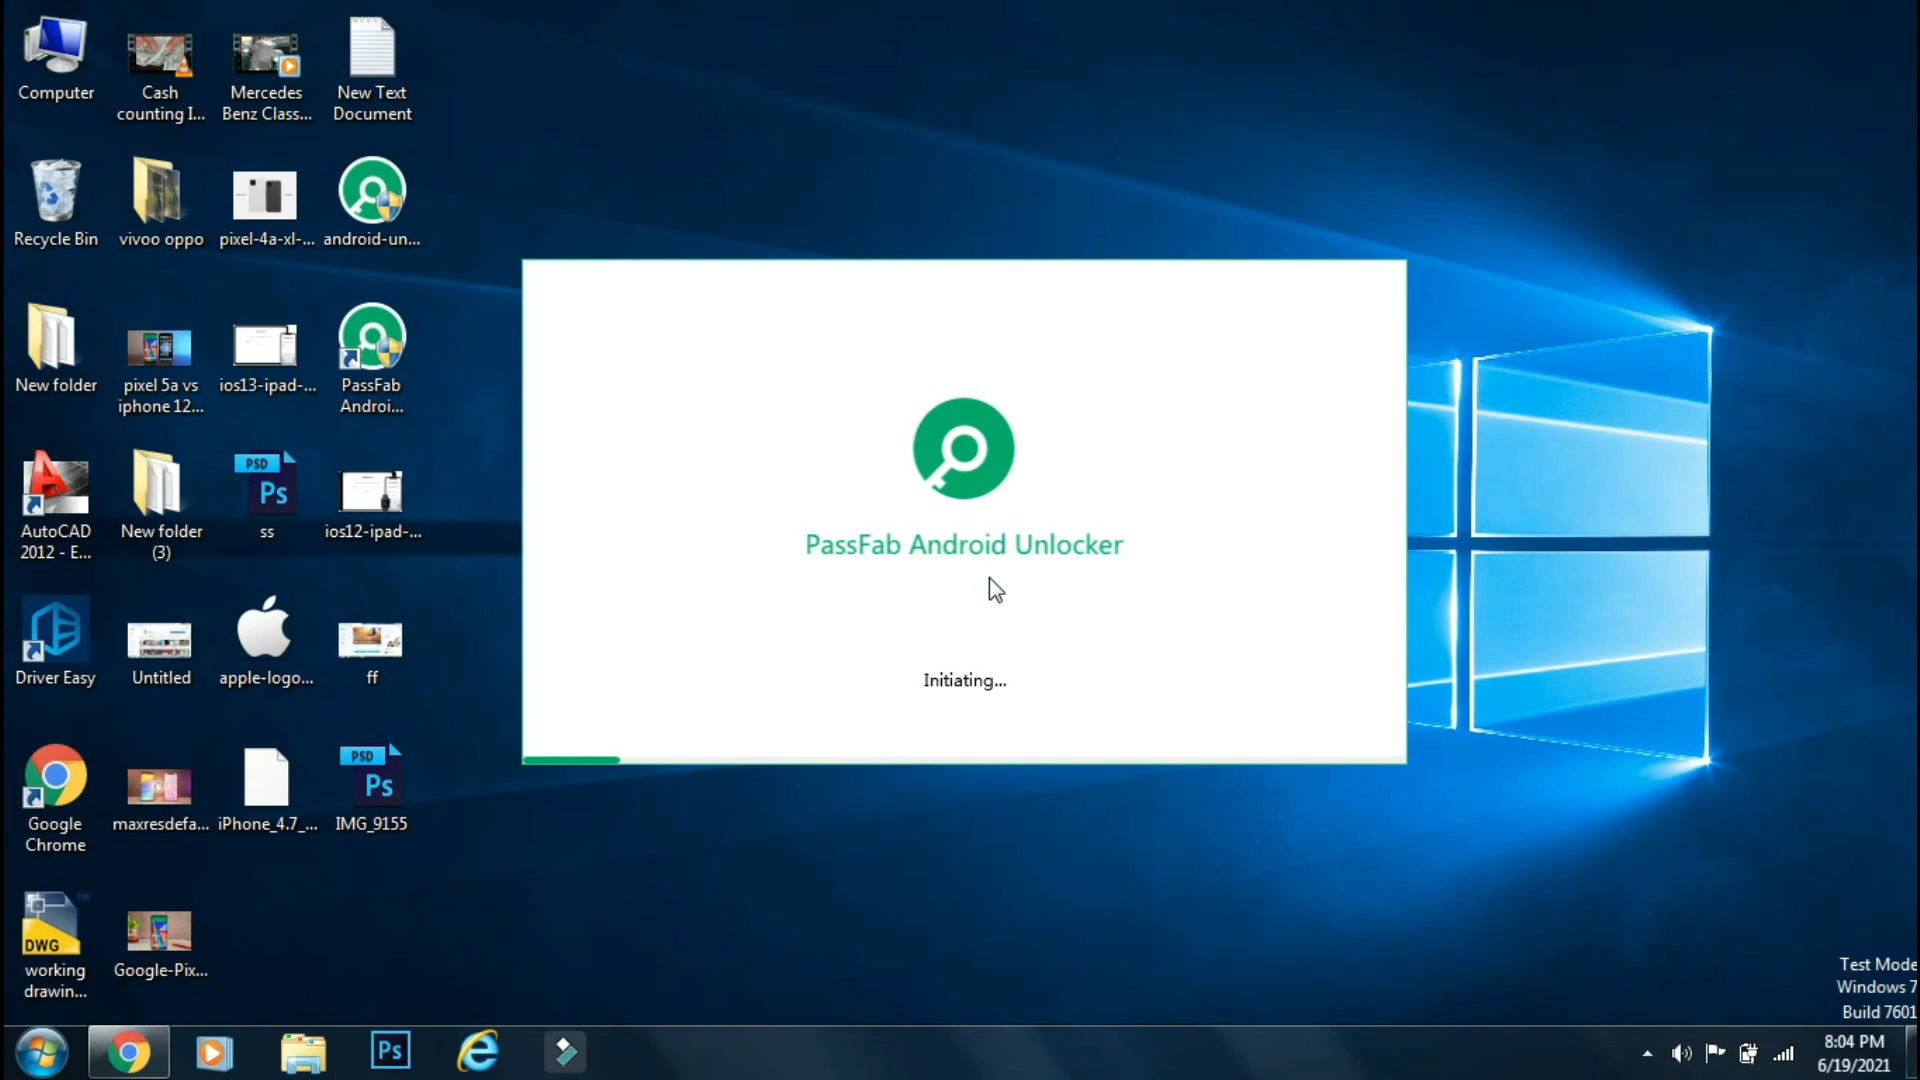 Computer
Cash
counting I...
Mercedes
Benz Class...
New Text
Document
Recycle Bin
vivoo oppo
pixel-4a-xl-...
android-un...
New folder
pixel 5a vs
iphone 12...
ios13-ipad-...
PassFab
Androi...
AutoCAD
2012 - E...
New folder
(3)
PSD
Ps
ss
ios12-ipad-...
Driver Easy
Untitled
apple-logo...
ff
Google
Chrome
maxresdefa...
iPhone_4.7_...
PSD
Ps
IMG_9155
DWG
working
drawin...
Google-Pix...
PassFab Android Unlocker
Initiating...
Test Mode
Windows 7
Build 7601
Ps
8:04 PM
6/19/2021